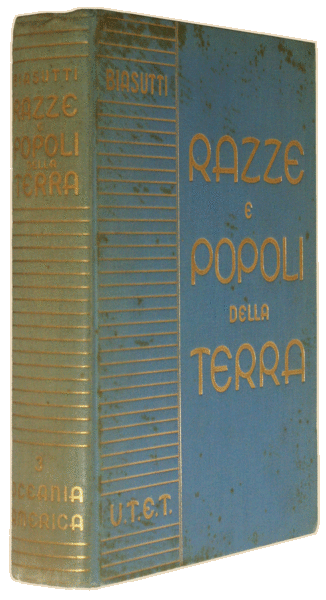 BIASUTTI
RAZZE
E
POPOLI
DELLA
TERRA
3
OCEANIA
AMERICA
BIASUTTI
U.T.E.T.
RAZZE
E
POPOLI
DELLA
TERRA